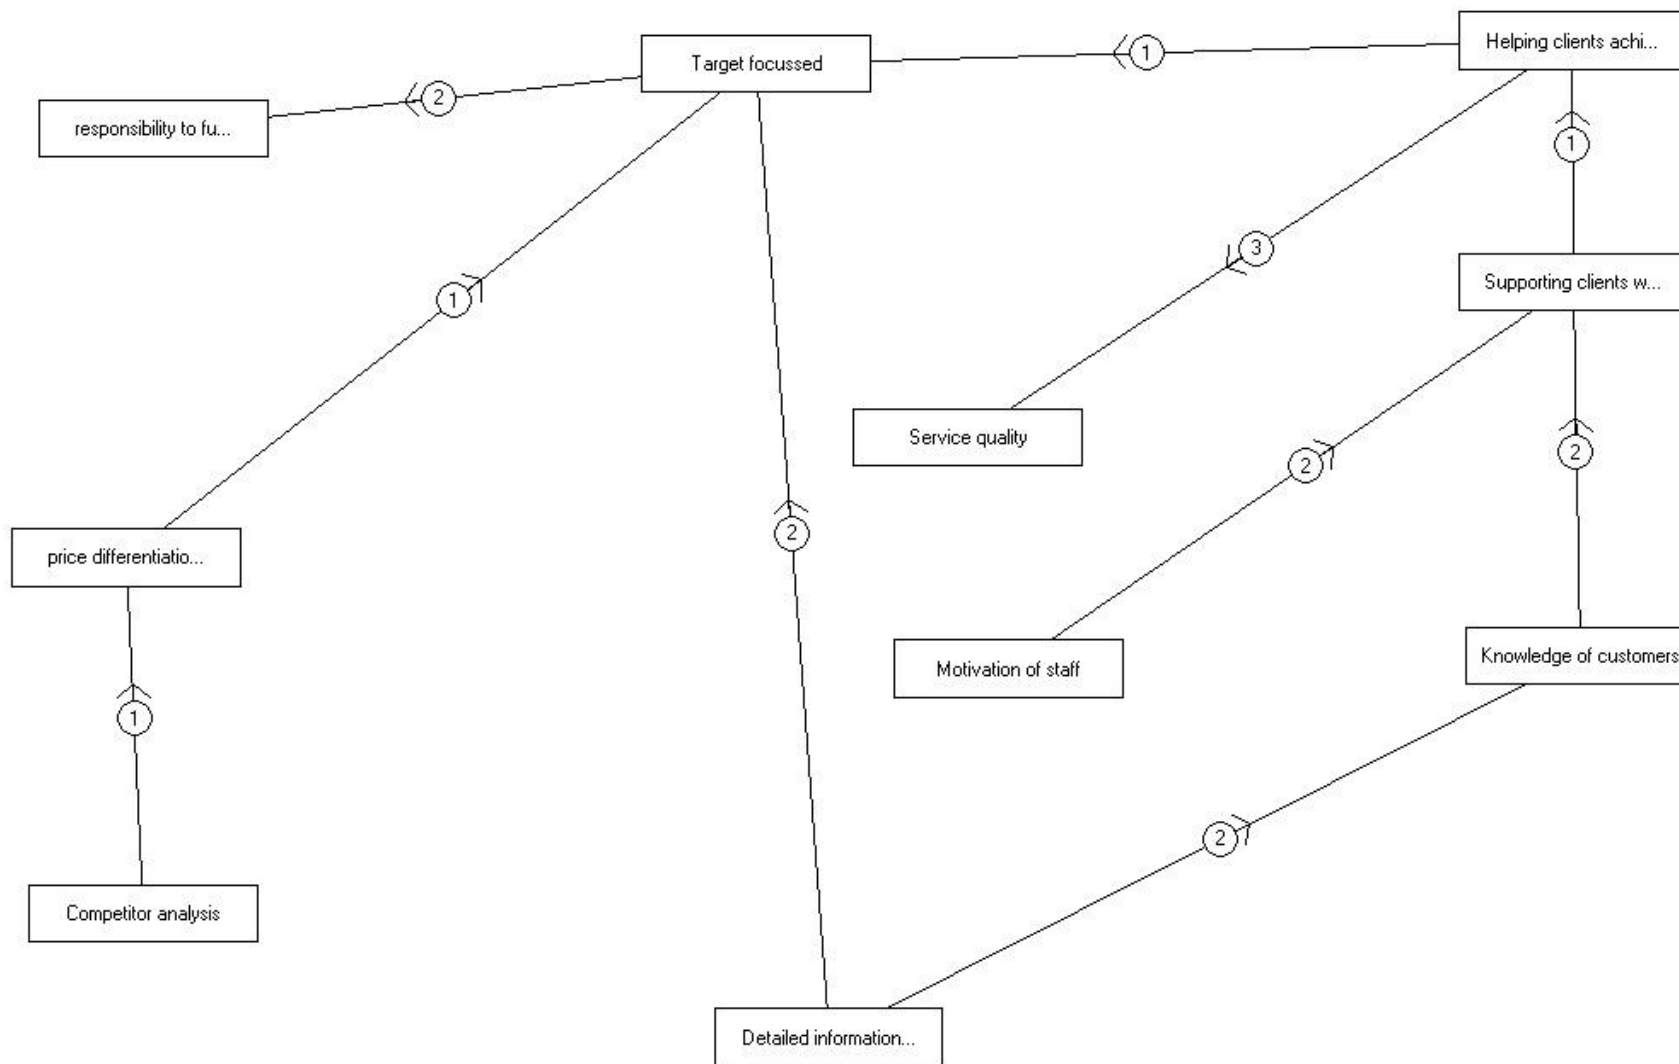 Helping clients achi...
Target focussed
1
2
responsibility to fu...
1
3
Supporting clients w...
1
Service quality
2
2
2
price differentiatio...
Motivation of staff
Knowledge of customers
1
2
Competitor analysis
Detailed information...